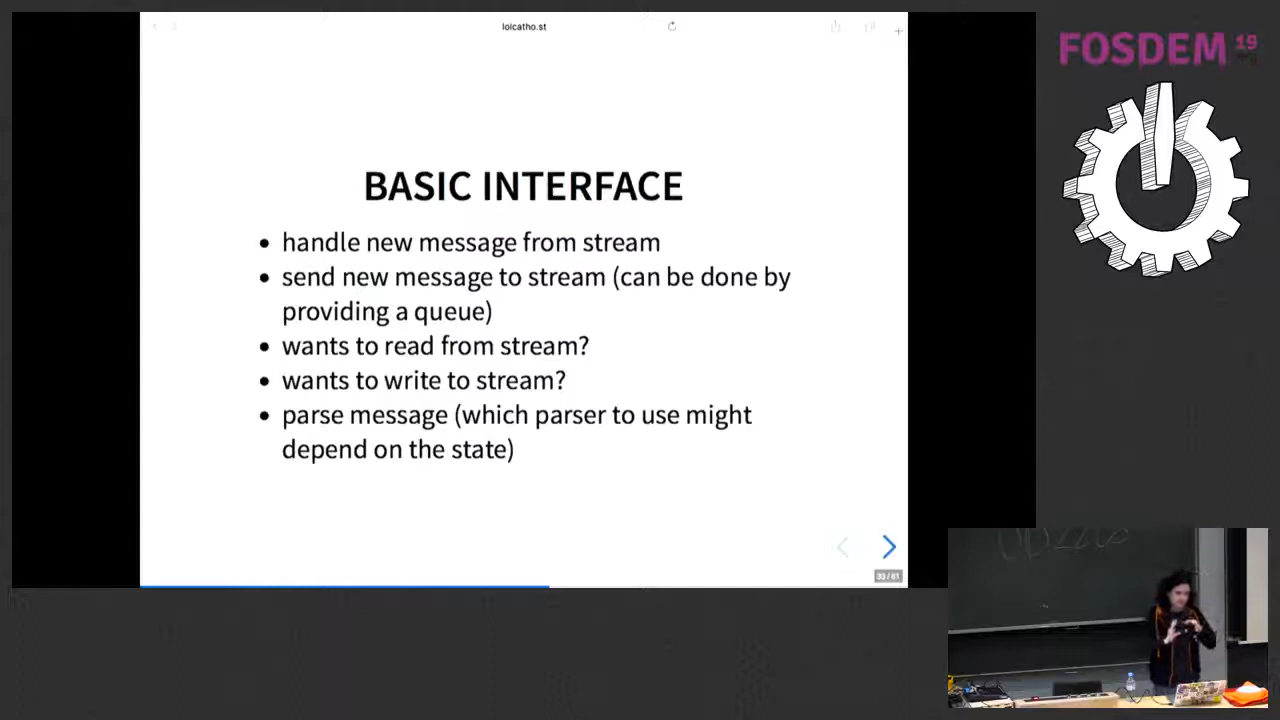 lolcatho.st
FOSDEM 19
.org
BASIC INTERFACE
handle new message from stream
send new message to stream (can be done by
providing a queue)
wants to read from stream?
wants to write to stream?
parse message (which parser to use might
depend on the state)